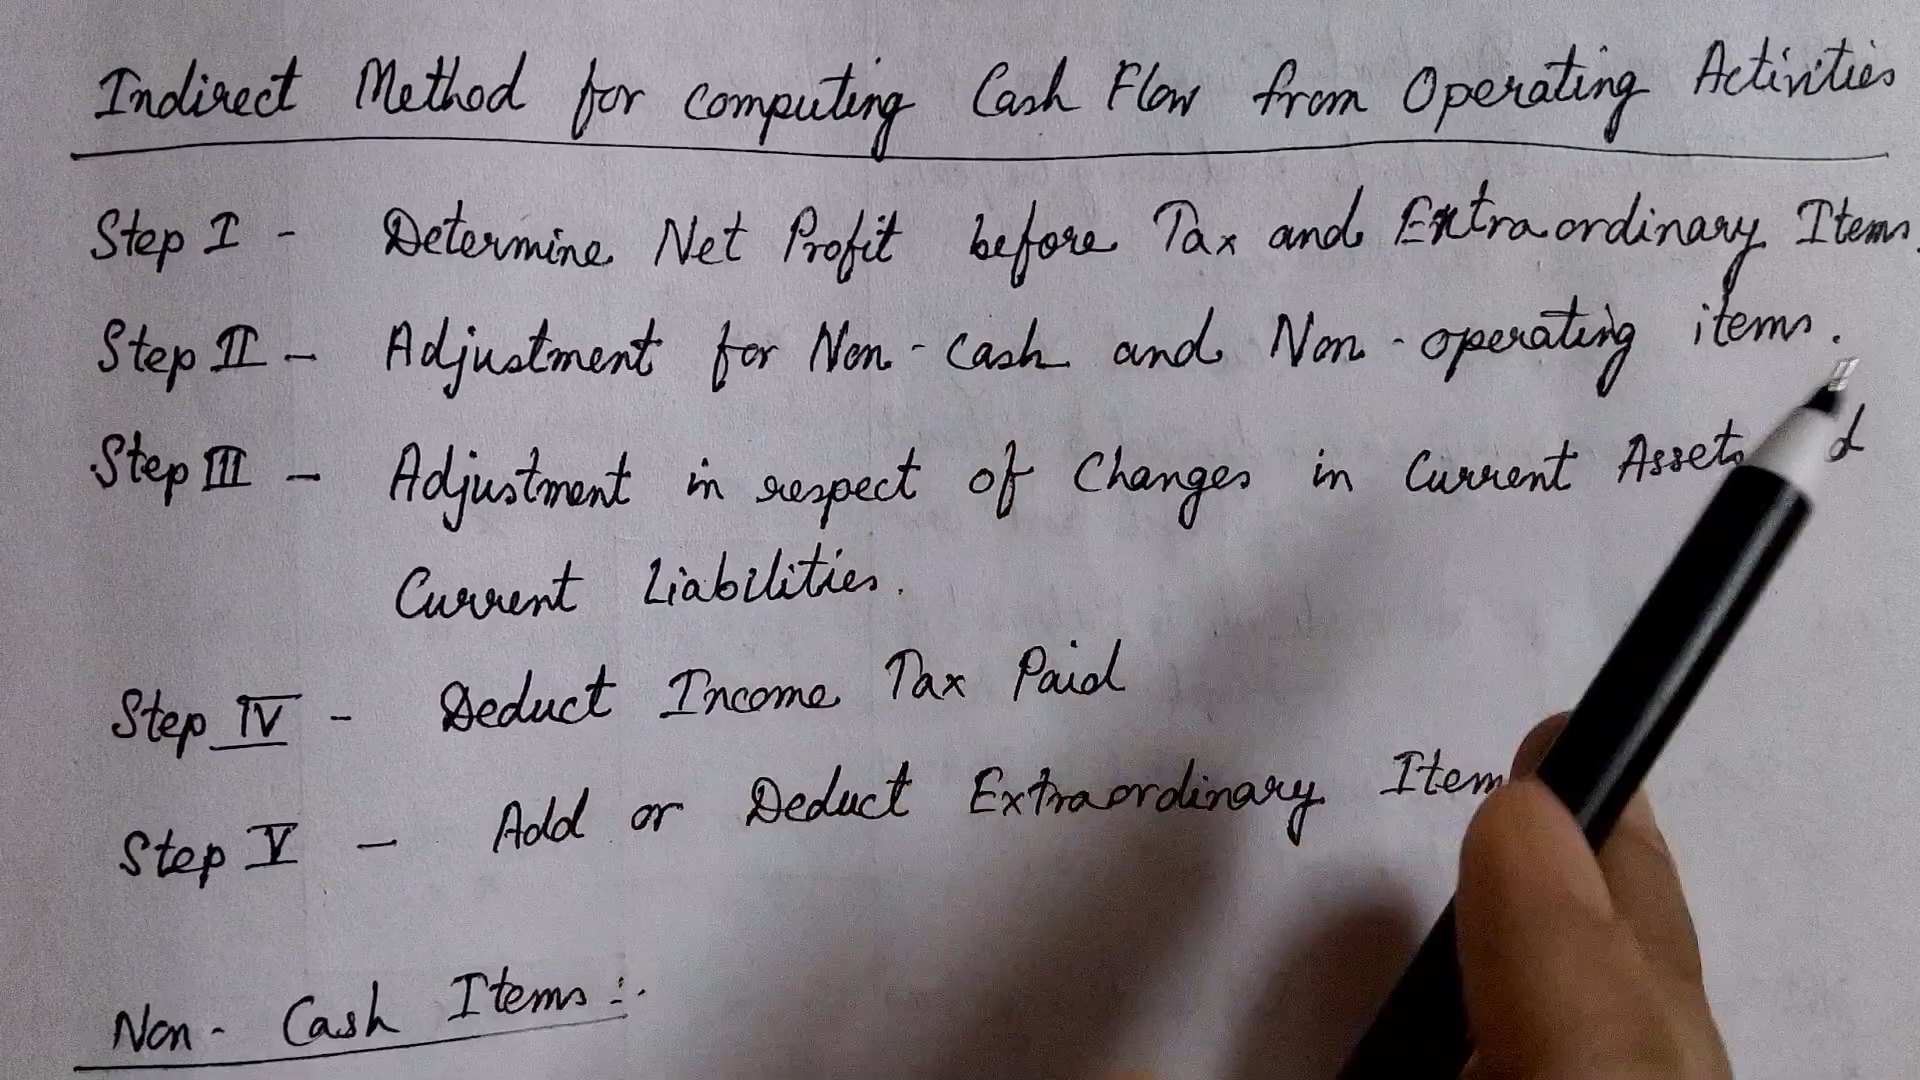 Indirect Method for computing Cash Flow from Operating Activities
Step I - Determine Net Profit before Tax and Extraordinary Items.
Step II - Adjustment for Non-cash and Non-operating items.
Step III - Adjustment in respect of Changes in Current Assets
Current Liabilities.
Step IV - Deduct Income Tax Paid
Step V - Add or Deduct Extraordinary Item
Non-Cash Items :-